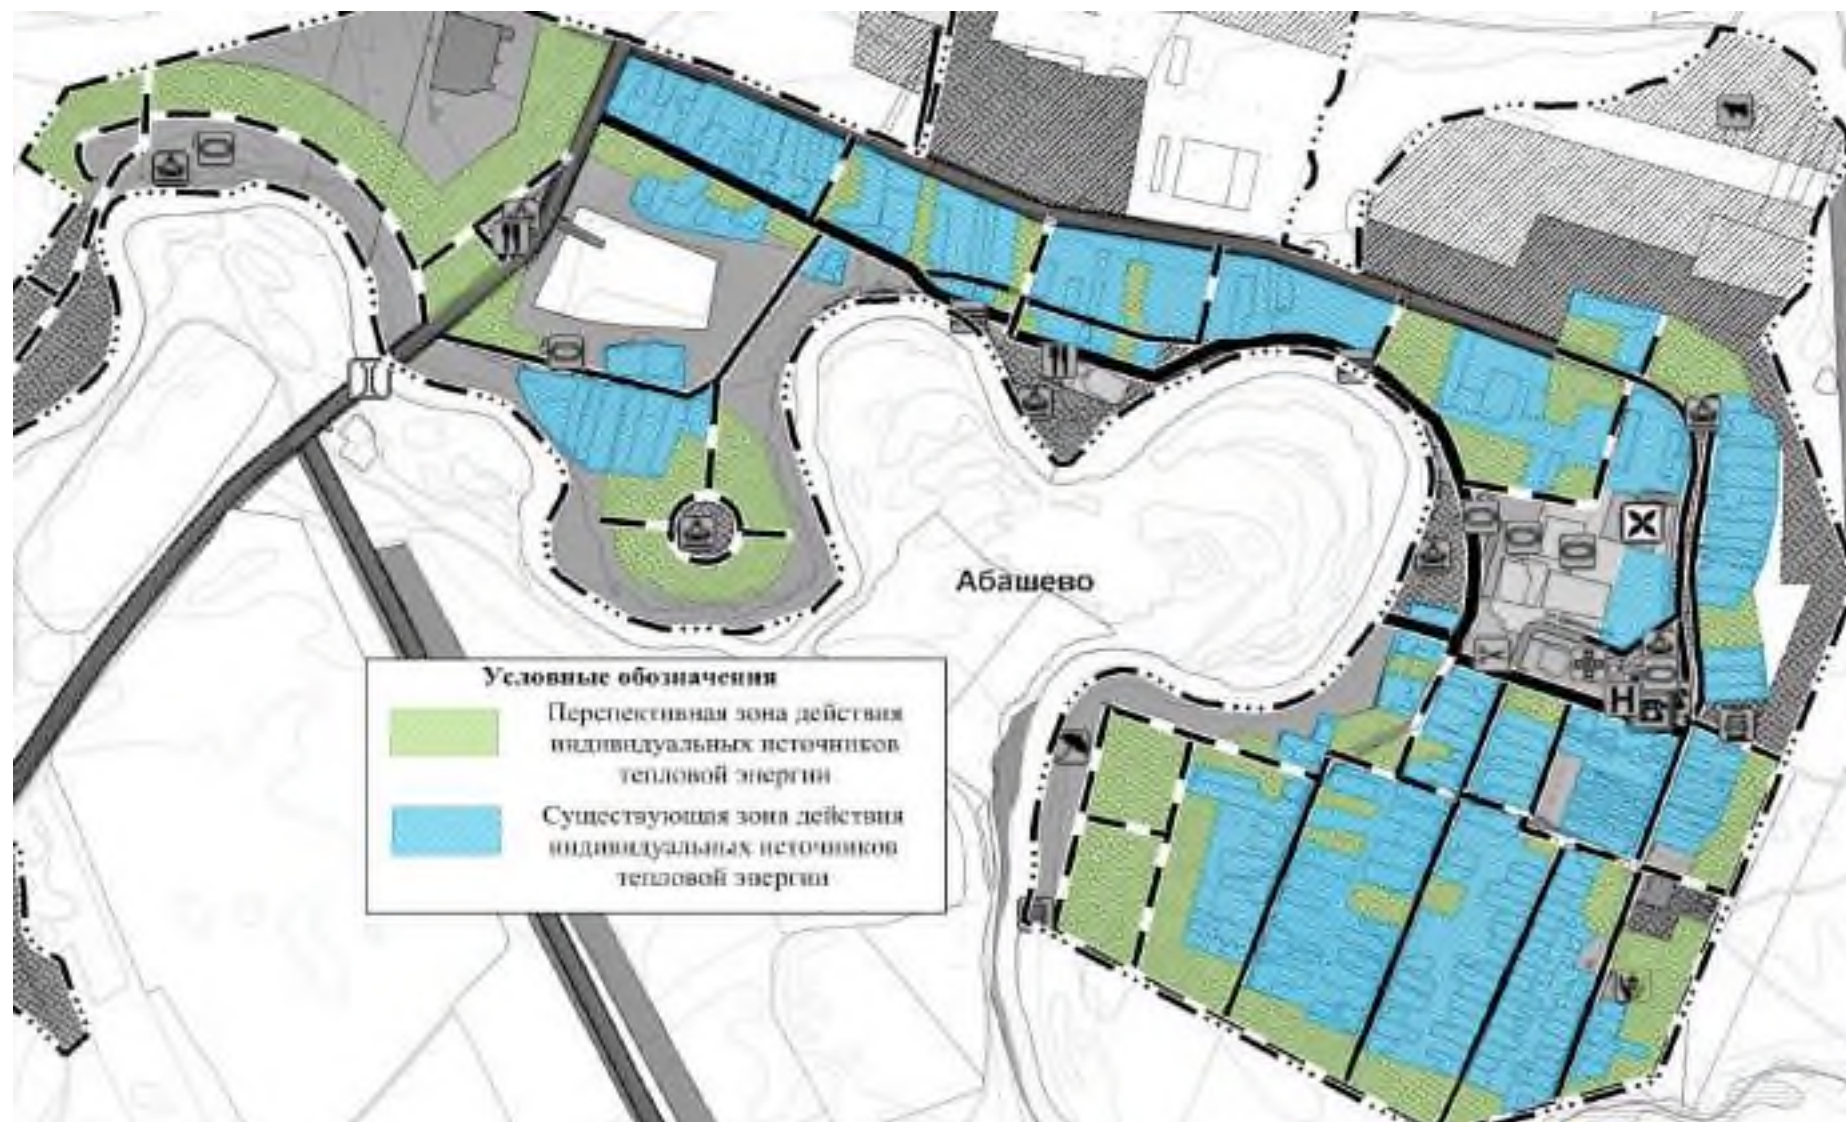 Абашево
Условные обозначения
Перспективная зона действия
индивидуальных источников
тепловой энергии
Существующая зона действия
индивидуальных источников
тепловой энергии
Н